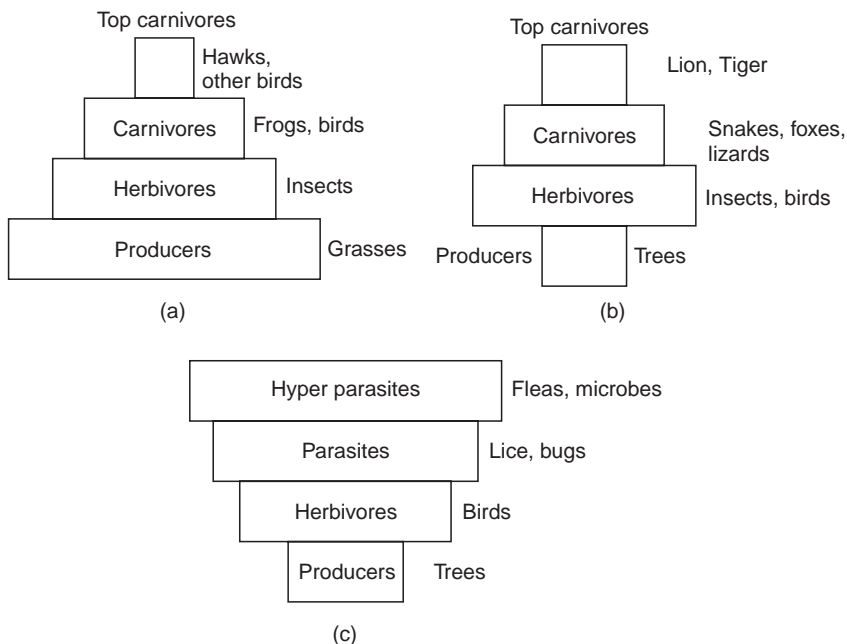 Top carnivores
Hawks,
other birds
Carnivores
Frogs, birds
Herbivores
Insects
Producers
Grasses
(a)
Top carnivores
Lion, Tiger
Carnivores
Snakes, foxes,
lizards
Herbivores
Insects, birds
Producers
Trees
(b)
Hyper parasites
Fleas, microbes
Parasites
Lice, bugs
Herbivores
Birds
Producers
Trees
(c)